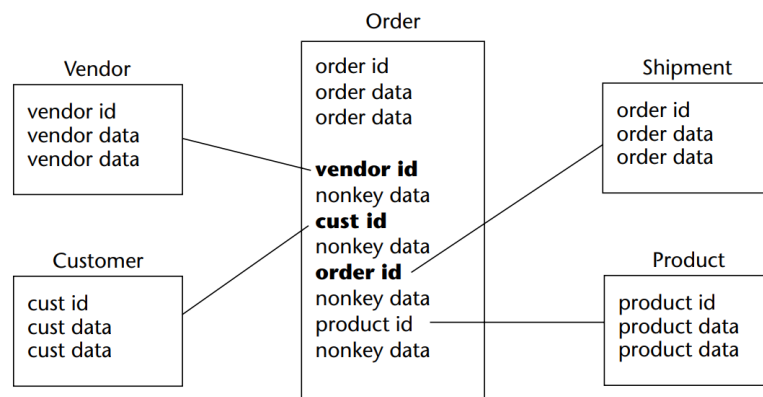 Order
order id
order data
order data
vendor id
nonkey data
cust id
nonkey data
order id
nonkey data
product id
nonkey data
Vendor
vendor id
vendor data
vendor data
Customer
cust id
cust data
cust data
Shipment
order id
order data
order data
Product
product id
product data
product data